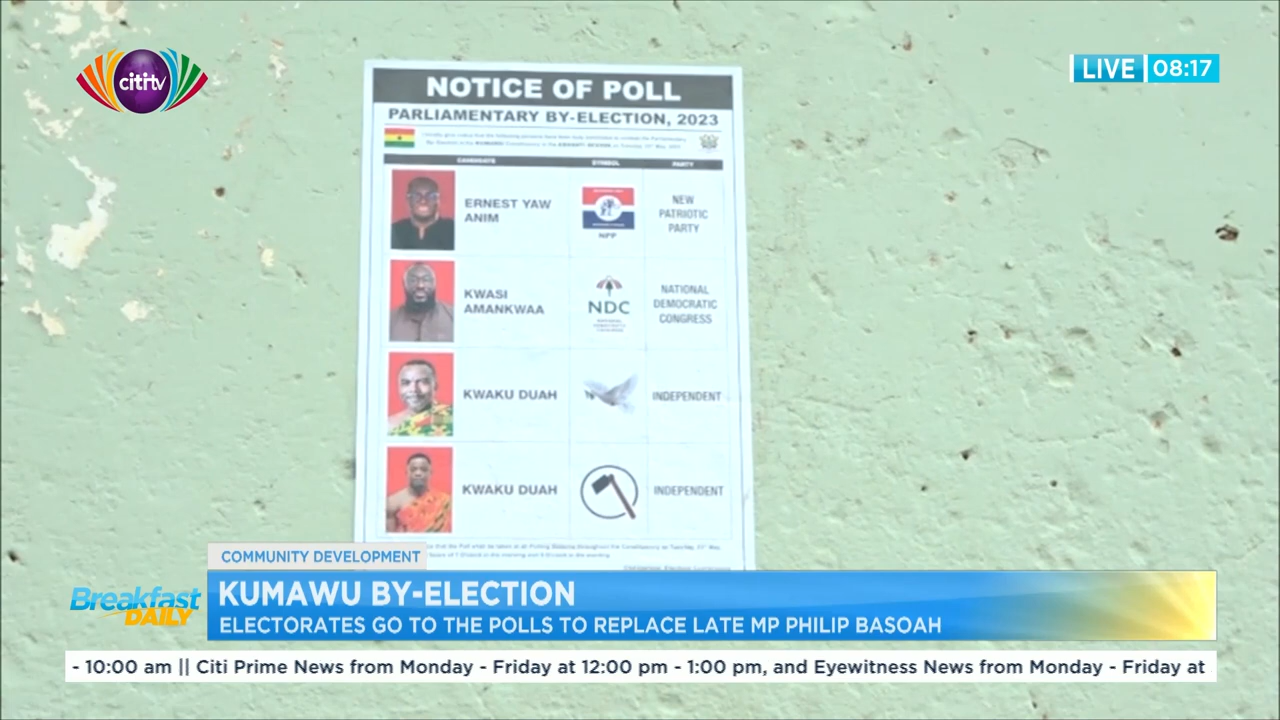 citi tv
LIVE 08:17
NOTICE OF POLL
PARLIAMENTARY BY-ELECTION, 2023
CANDIDATE SYMBOL PARTY
ERNEST YAW
ANIM
NPP
NEW
PATRIOTIC
PARTY
KWASI
AMANKWAA
NDC
NATIONAL
DEMOCRATIC
CONGRESS
KWAKU DUAH
INDEPENDENT
KWAKU DUAH
INDEPENDENT
COMMUNITY DEVELOPMENT
Breakfast
DAILY
KUMAWU BY-ELECTION
ELECTORATES GO TO THE POLLS TO REPLACE LATE MP PHILIP BASOAH
- 10:00 am || Citi Prime News from Monday - Friday at 12:00 pm - 1:00 pm, and Eyewitness News from Monday - Friday at